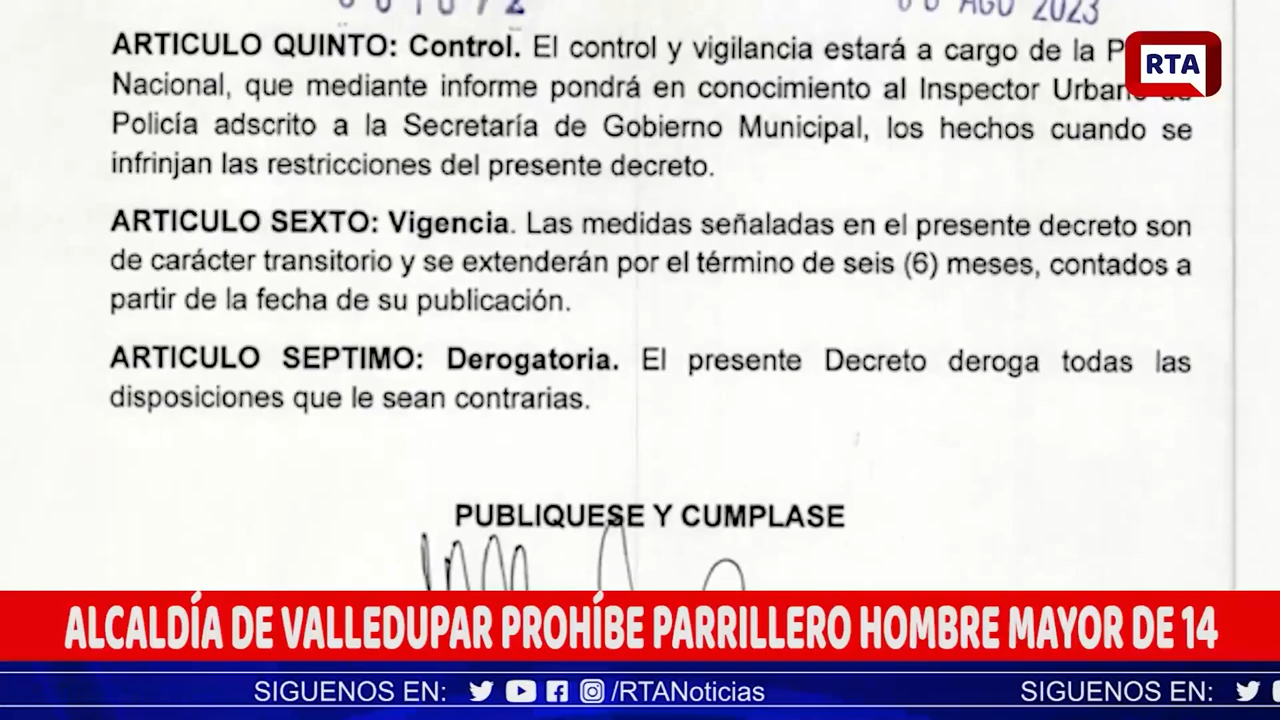 AGO 2023
ARTICULO QUINTO: Control. El control y vigilancia estará a cargo de la
RTA
Nacional, que mediante informe pondrá en conocimiento al Inspector Urbano de
Policía adscrito a la Secretaría de Gobierno Municipal, los hechos cuando se
infrinjan las restricciones del presente decreto.
ARTICULO SEXTO: Vigencia. Las medidas señaladas en el presente decreto son
de carácter transitorio y se extenderán por el término de seis (6) meses, contados a
partir de la fecha de su publicación.
ARTICULO SEPTIMO: Derogatoria. El presente Decreto deroga todas las
disposiciones que le sean contrarias.
PUBLIQUESE Y CUMPLASE
ALCALDÍA DE VALLEDUPAR PROHÍBE PARRILLERO HOMBRE MAYOR DE 14
SIGUENOS EN: /RTANoticias SIGUENOS EN: